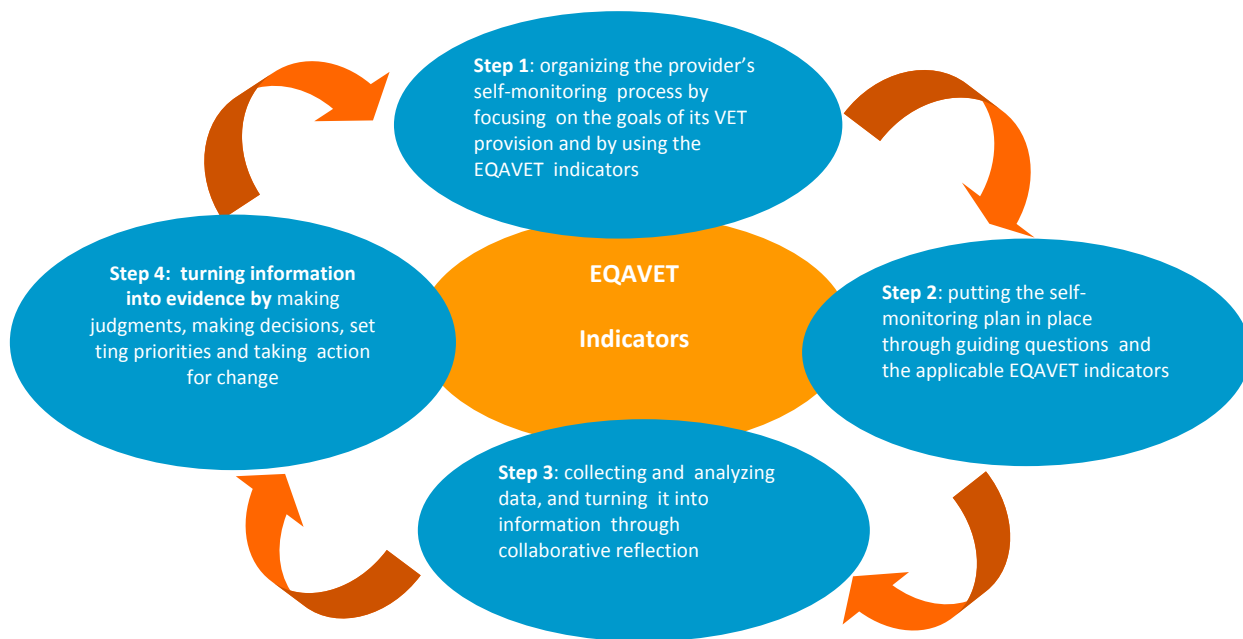 Step 1: organizing the provider's
self-monitoring process by
focusing on the goals of its VET
provision and by using the
EQAVET indicators
EQAVET
Indicators
Step 2: putting the self-
monitoring plan in place
through guiding questions and
the applicable EQAVET indicators
Step 3: collecting and analyzing
data, and turning it into
information through
collaborative reflection
Step 4: turning information
into evidence by making
judgments, making decisions, set
ting priorities and taking action
for change